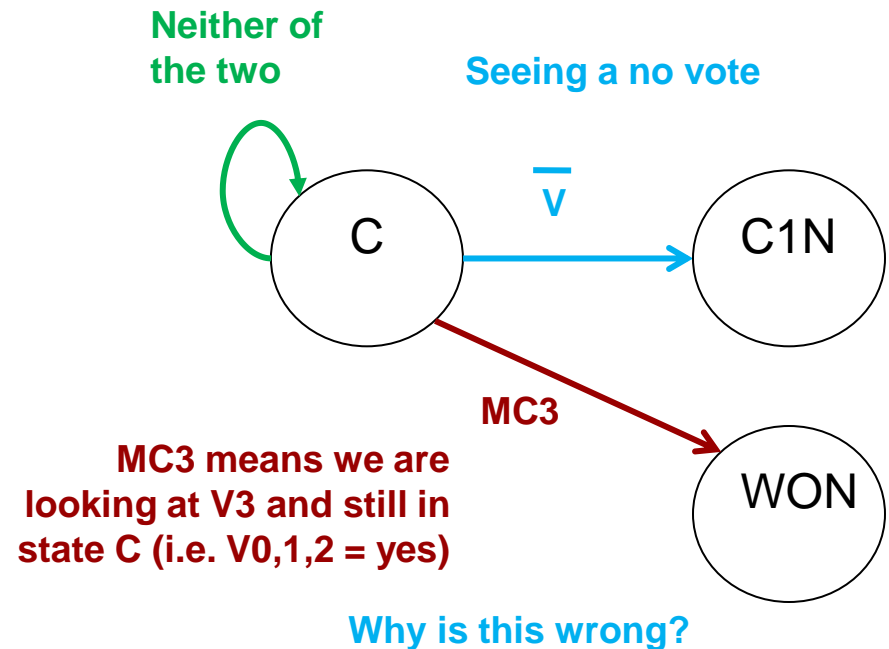 Neither of
the two
Seeing a no vote
V̅
C
C1N
MC3
MC3 means we are
looking at V3 and still in
state C (i.e. V0,1,2 = yes)
WON
Why is this wrong?